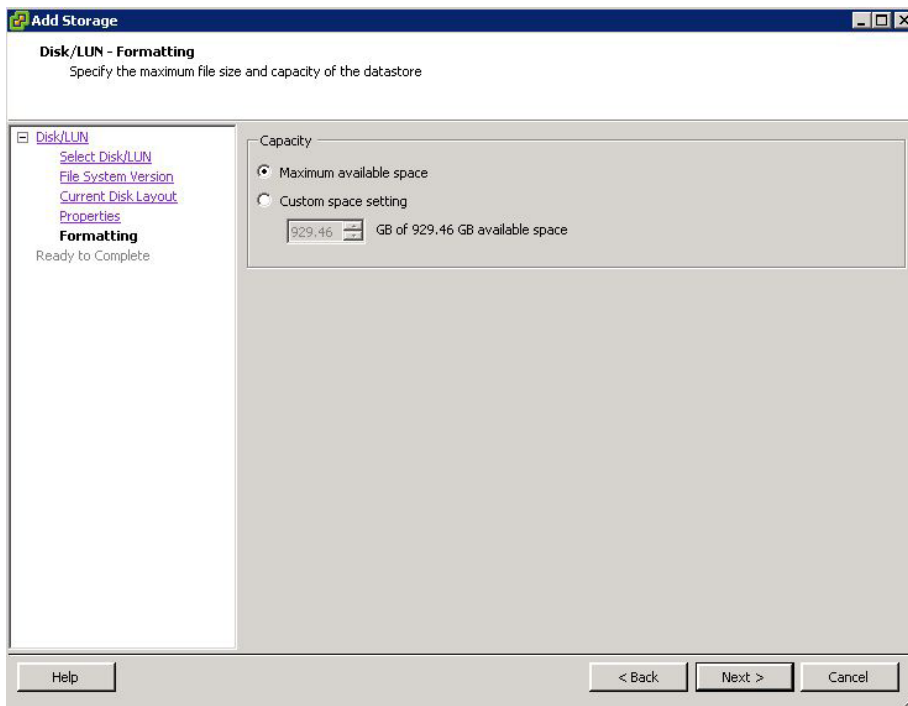 Add Storage
Disk/LUN - Formatting
Specify the maximum file size and capacity of the datastore
Disk/LUN
Select Disk/LUN
File System Version
Current Disk Layout
Properties
Formatting
Ready to Complete
Capacity
Maximum available space
Custom space setting
929.46 GB of 929.46 GB available space
Help
< Back
Next >
Cancel